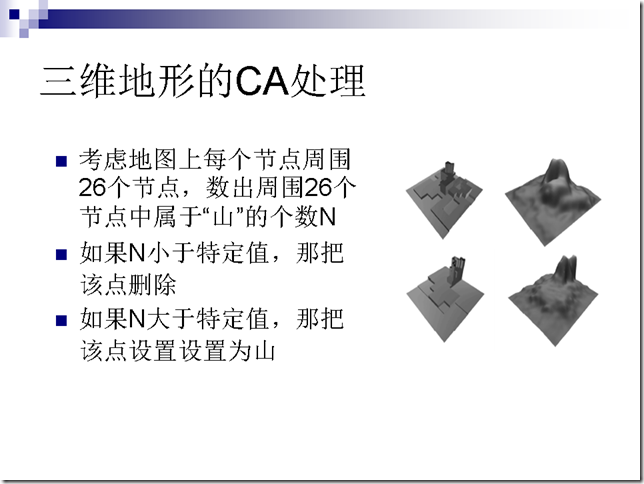 三维地形的CA处理
考虑地图上每个节点周围
26个节点，数出周围26个
节点中属于“山”的个数N
如果N小于特定值，那把
该点删除
如果N大于特定值，那把
该点设置设置为山